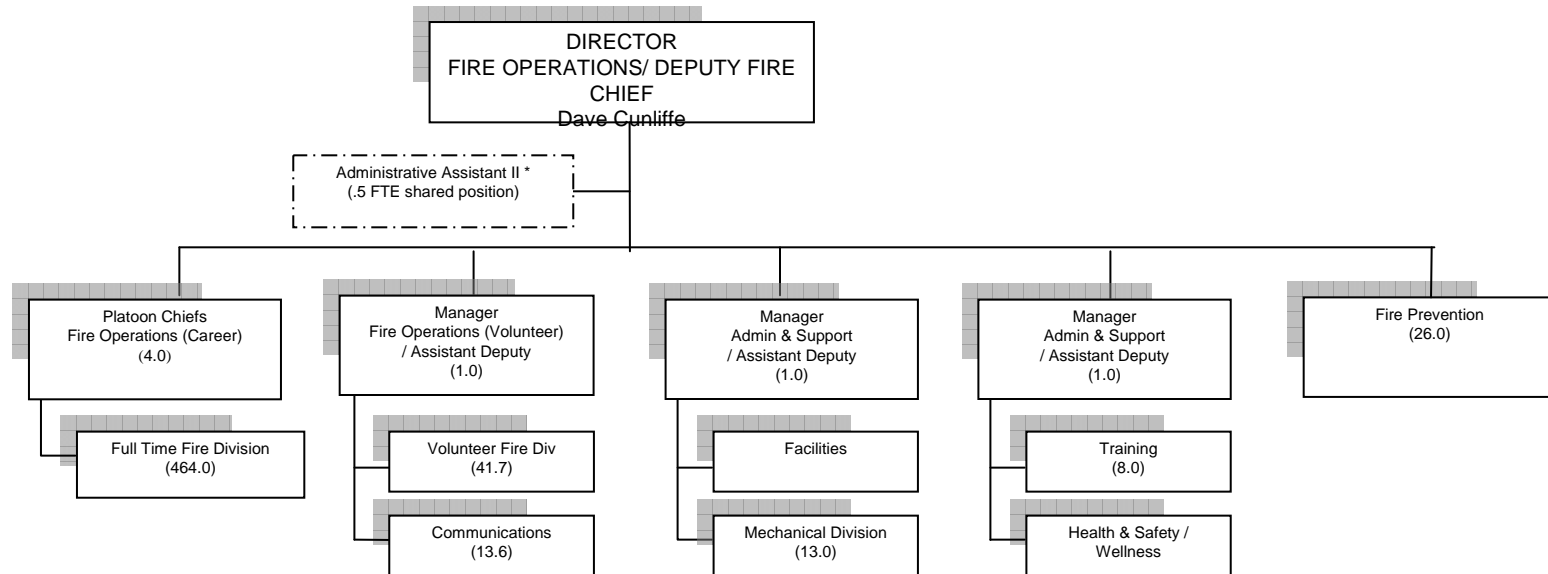 DIRECTOR
FIRE OPERATIONS/ DEPUTY FIRE
CHIEF
Dave Cunliffe
Administrative Assistant II *
(.5 FTE shared position)
Platoon Chiefs
Fire Operations (Career)
(4.0)
Manager
Fire Operations (Volunteer)
/ Assistant Deputy
(1.0)
Manager
Admin & Support
/ Assistant Deputy
(1.0)
Manager
Admin & Support
/ Assistant Deputy
(1.0)
Fire Prevention
(26.0)
Full Time Fire Division
(464.0)
Volunteer Fire Div
(41.7)
Facilities
Training
(8.0)
Communications
(13.6)
Mechanical Division
(13.0)
Health & Safety /
Wellness